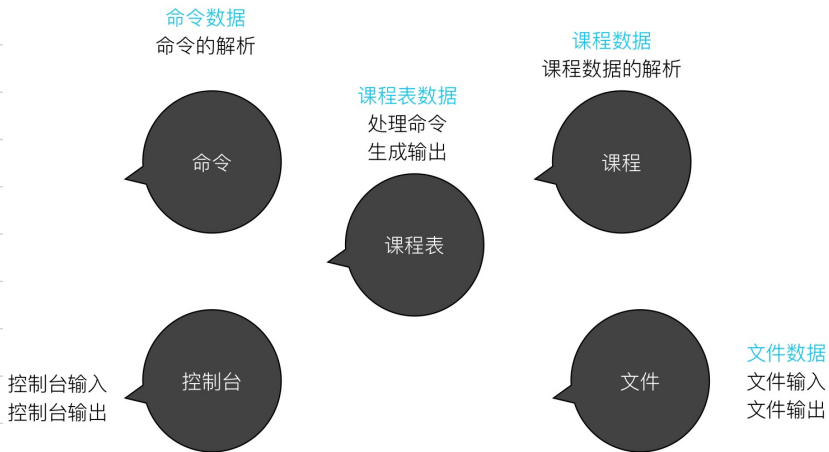 命令数据
命令的解析
命令
课程表数据
处理命令
生成输出
课程表
课程数据
课程数据的解析
课程
控制台输入
控制台输出
控制台
文件
文件数据
文件输入
文件输出